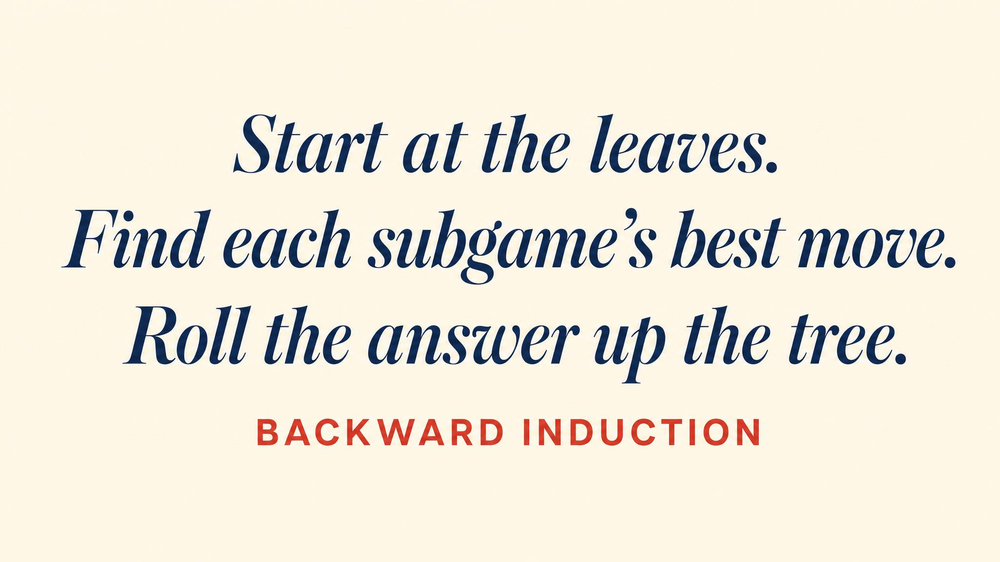 Start at the leaves.
Find each subgame’s best move.
Roll the answer up the tree.
BACKWARD INDUCTION